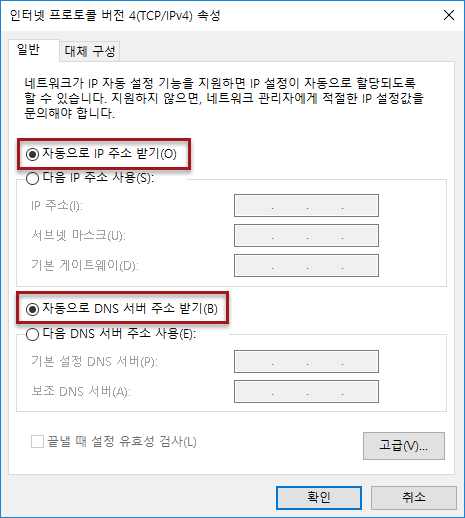 인터넷 프로토콜 버전 4(TCP/IPv4) 속성
일반
대체 구성
네트워크가 IP 자동 설정 기능을 지원하면 IP 설정이 자동으로 할당되도록
할 수 있습니다. 지원하지 않으면, 네트워크 관리자에게 적절한 IP 설정값을
문의해야 합니다.
자동으로 IP 주소 받기(O)
다음 IP 주소 사용(S):
IP 주소(I):
서브넷 마스크(U):
기본 게이트웨이(D):
자동으로 DNS 서버 주소 받기(B)
다음 DNS 서버 주소 사용(E):
기본 설정 DNS 서버(P):
보조 DNS 서버(A):
끝낼 때 설정 유효성 검사(L)
고급(V)...
확인
취소